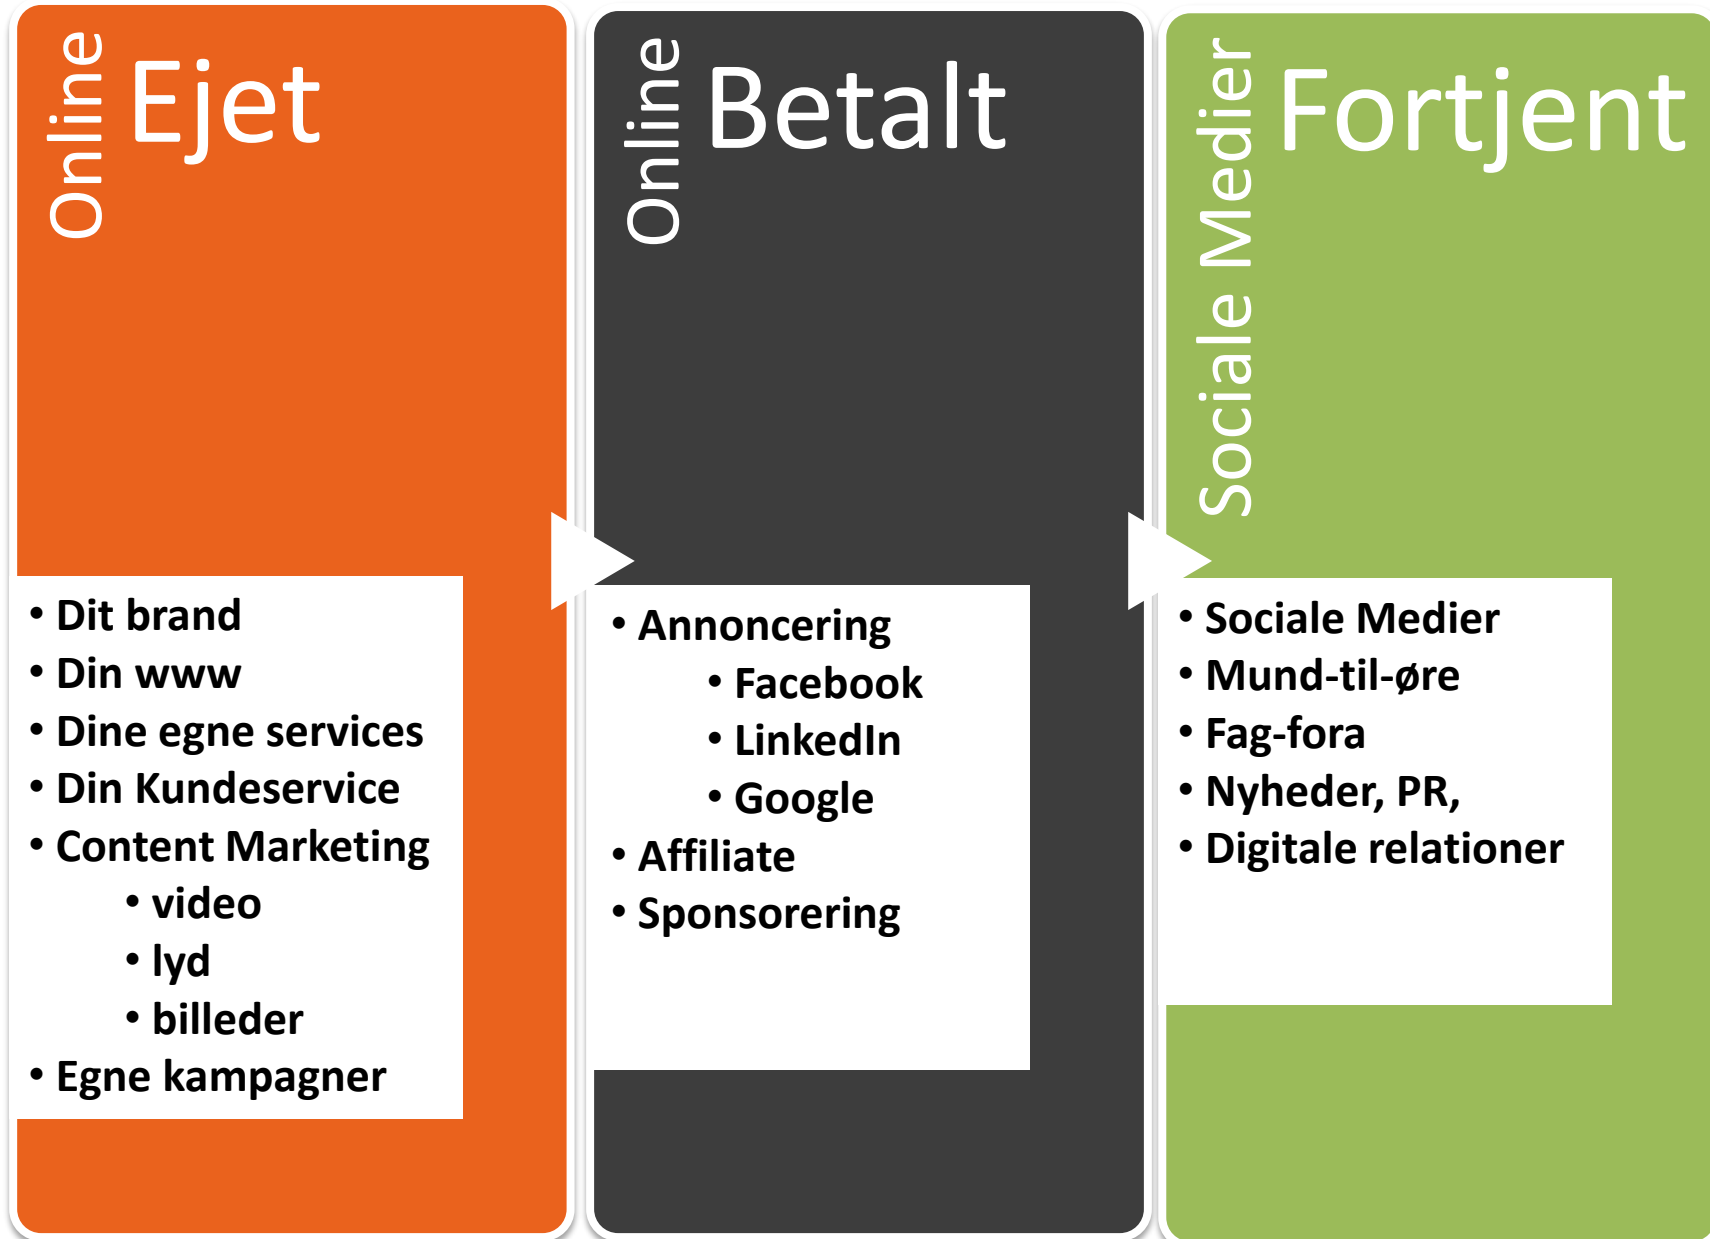 Online
Ejet
• Dit brand
• Din www
• Dine egne services
• Din Kundeservice
• Content Marketing
• video
• lyd
• billeder
• Egne kampagner
Online
Betalt
• Annoncering
• Facebook
• LinkedIn
• Google
• Affiliate
• Sponsorering
Sociale Medier
Fortjent
• Sociale Medier
• Mund-til-øre
• Fag-fora
• Nyheder, PR,
• Digitale relationer